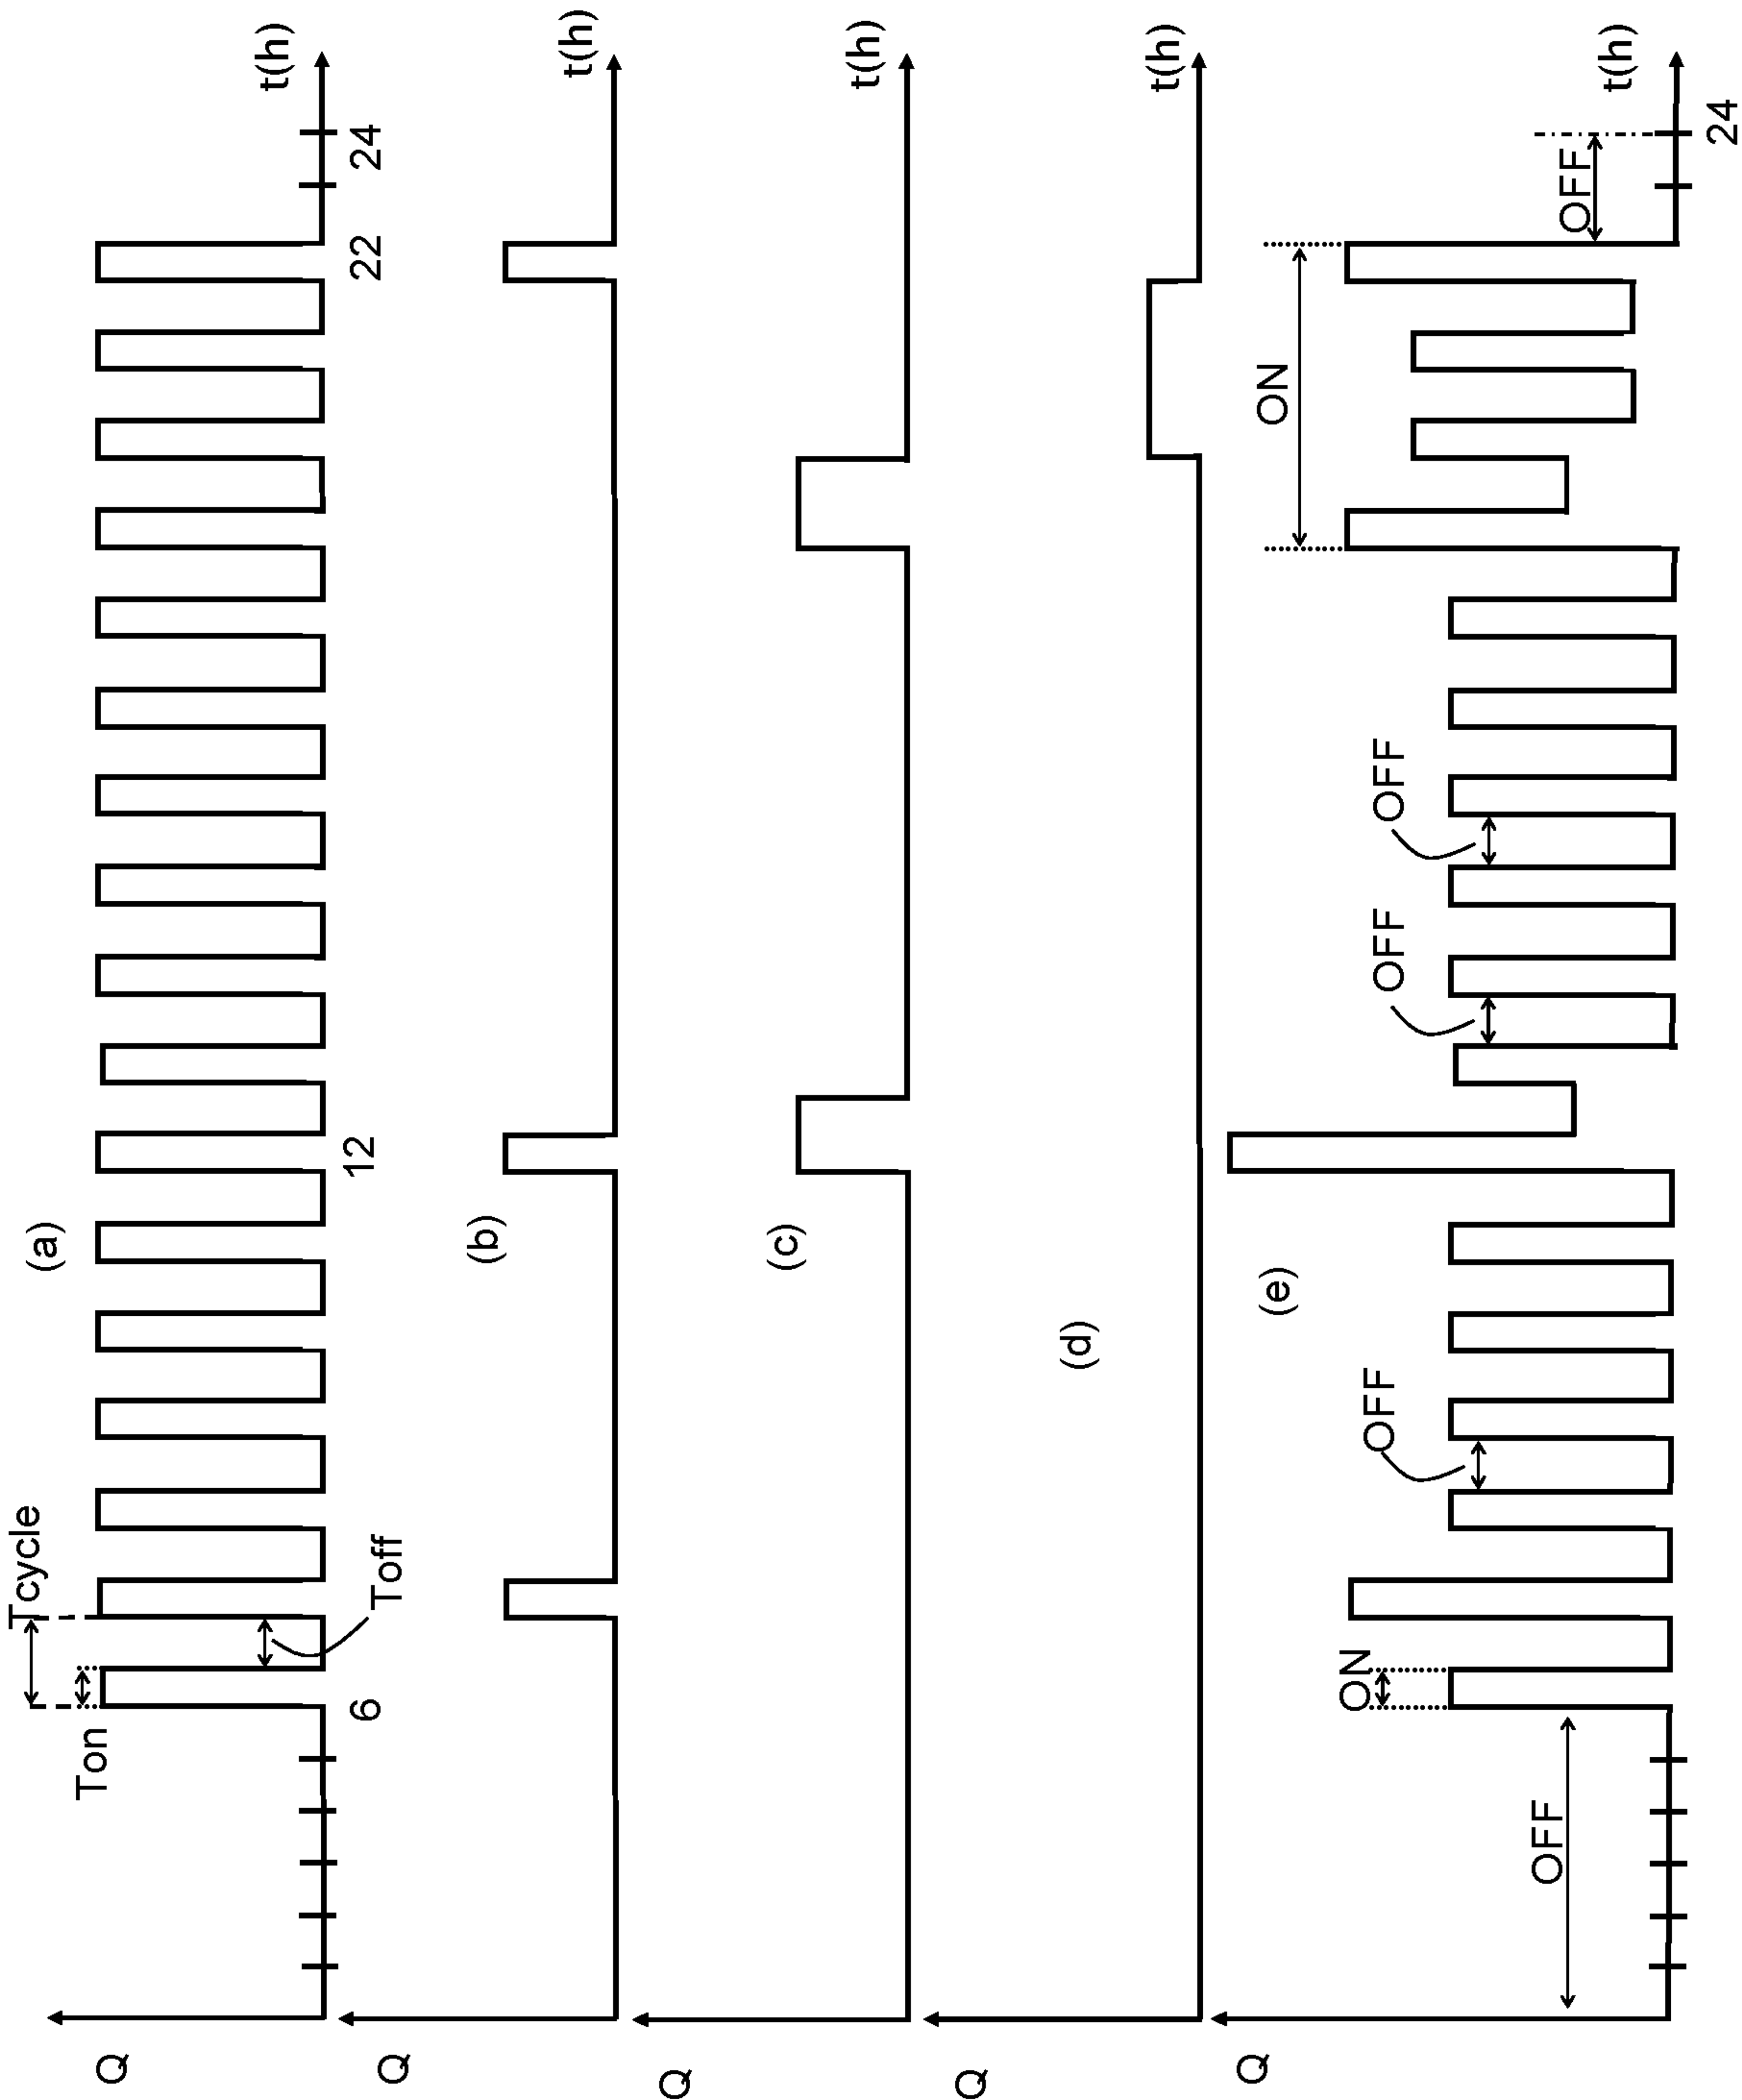 (a)
Q
Ton
Tcycle
Toff
6
12
22
24
t(h)
(b)
Q
t(h)
(c)
Q
t(h)
(d)
Q
t(h)
(e)
Q
OFF
ON
OFF
OFF
OFF
ON
OFF
24
t(h)